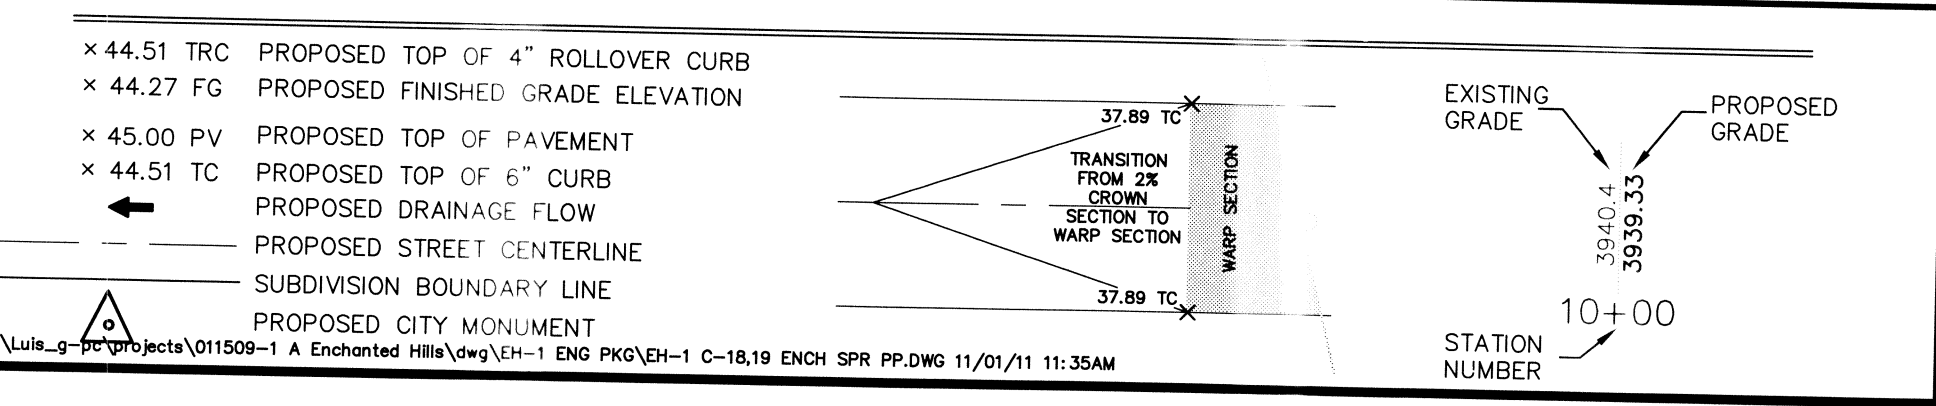 × 44.51 TRC PROPOSED TOP OF 4" ROLLOVER CURB
× 44.27 FG PROPOSED FINISHED GRADE ELEVATION
× 45.00 PV PROPOSED TOP OF PAVEMENT
× 44.51 TC PROPOSED TOP OF 6" CURB
PROPOSED DRAINAGE FLOW
PROPOSED STREET CENTERLINE
SUBDIVISION BOUNDARY LINE
PROPOSED CITY MONUMENT
\Luis_g-pc\projects\011509-1 A Enchanted Hills\dwg\EH-1 ENG PKG\EH-1 C-18,19 ENCH SPR PP.DWG 11/01/11 11:35AM
37.89 TC
TRANSITION
FROM 2%
CROWN
SECTION TO
WARP SECTION
37.89 TC
WARP SECTION
EXISTING
GRADE
PROPOSED
GRADE
3940.4
3939.33
10+00
STATION
NUMBER